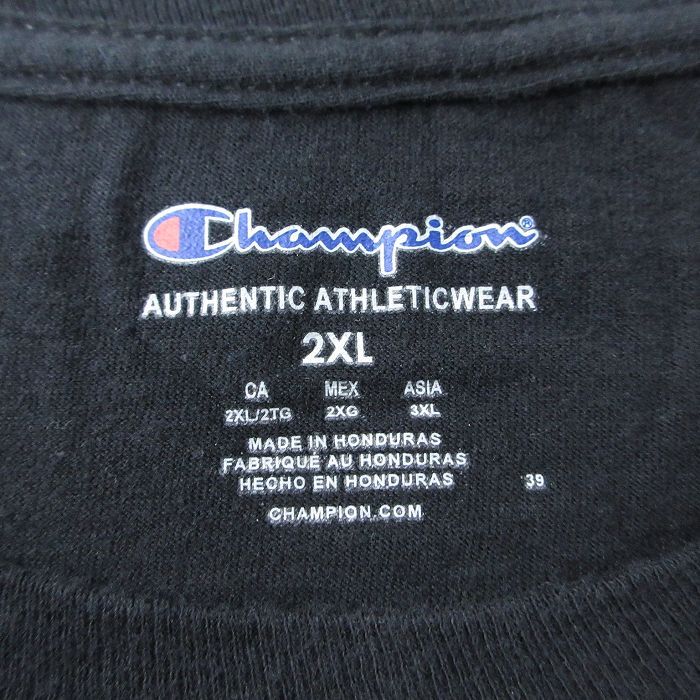 Champion®
AUTHENTIC ATHLETICWEAR
2XL
CA MEX ASIA
2XL/2TG 2XG 3XL
MADE IN HONDURAS
FABRIQUÉ AU HONDURAS
HECHO EN HONDURAS 39
CHAMPION.COM